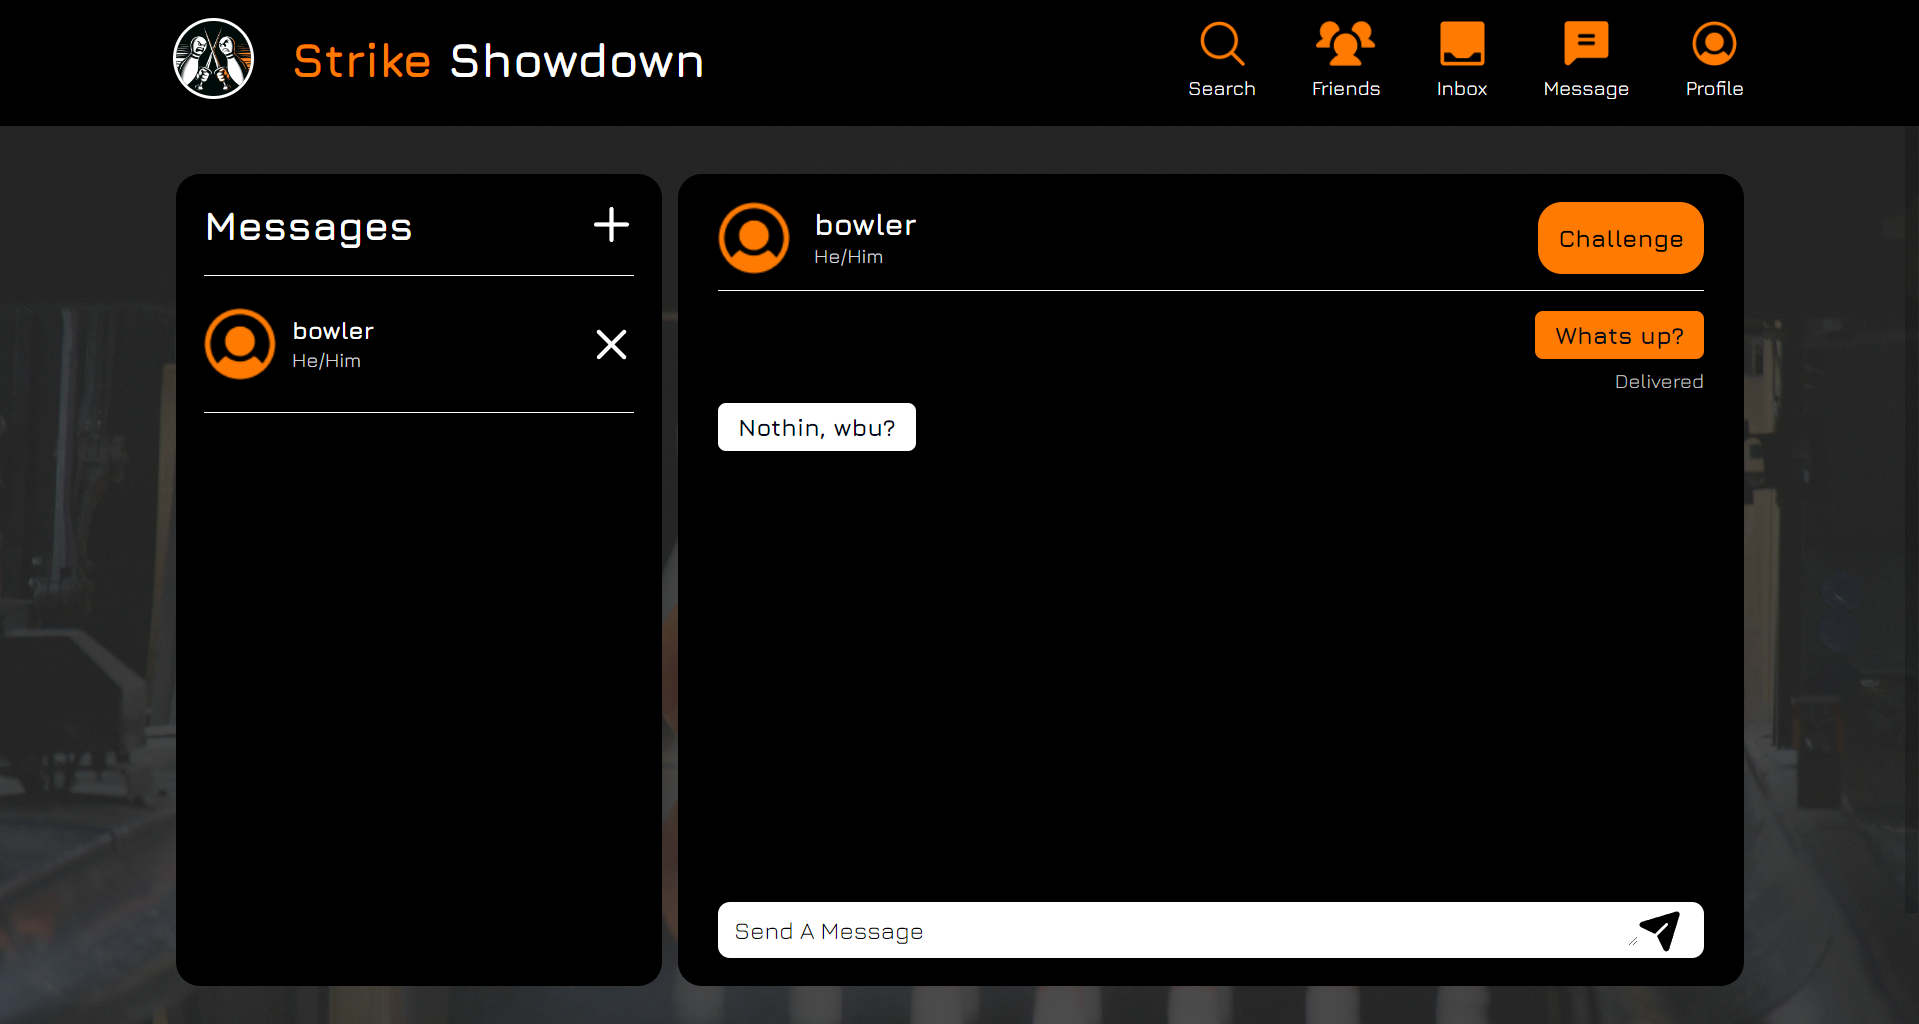 Strike Showdown
Search
Friends
Inbox
Message
Profile
Messages
bowler
He/Him
bowler
He/Him
Challenge
Whats up?
Delivered
Nothin, wbu?
Send A Message